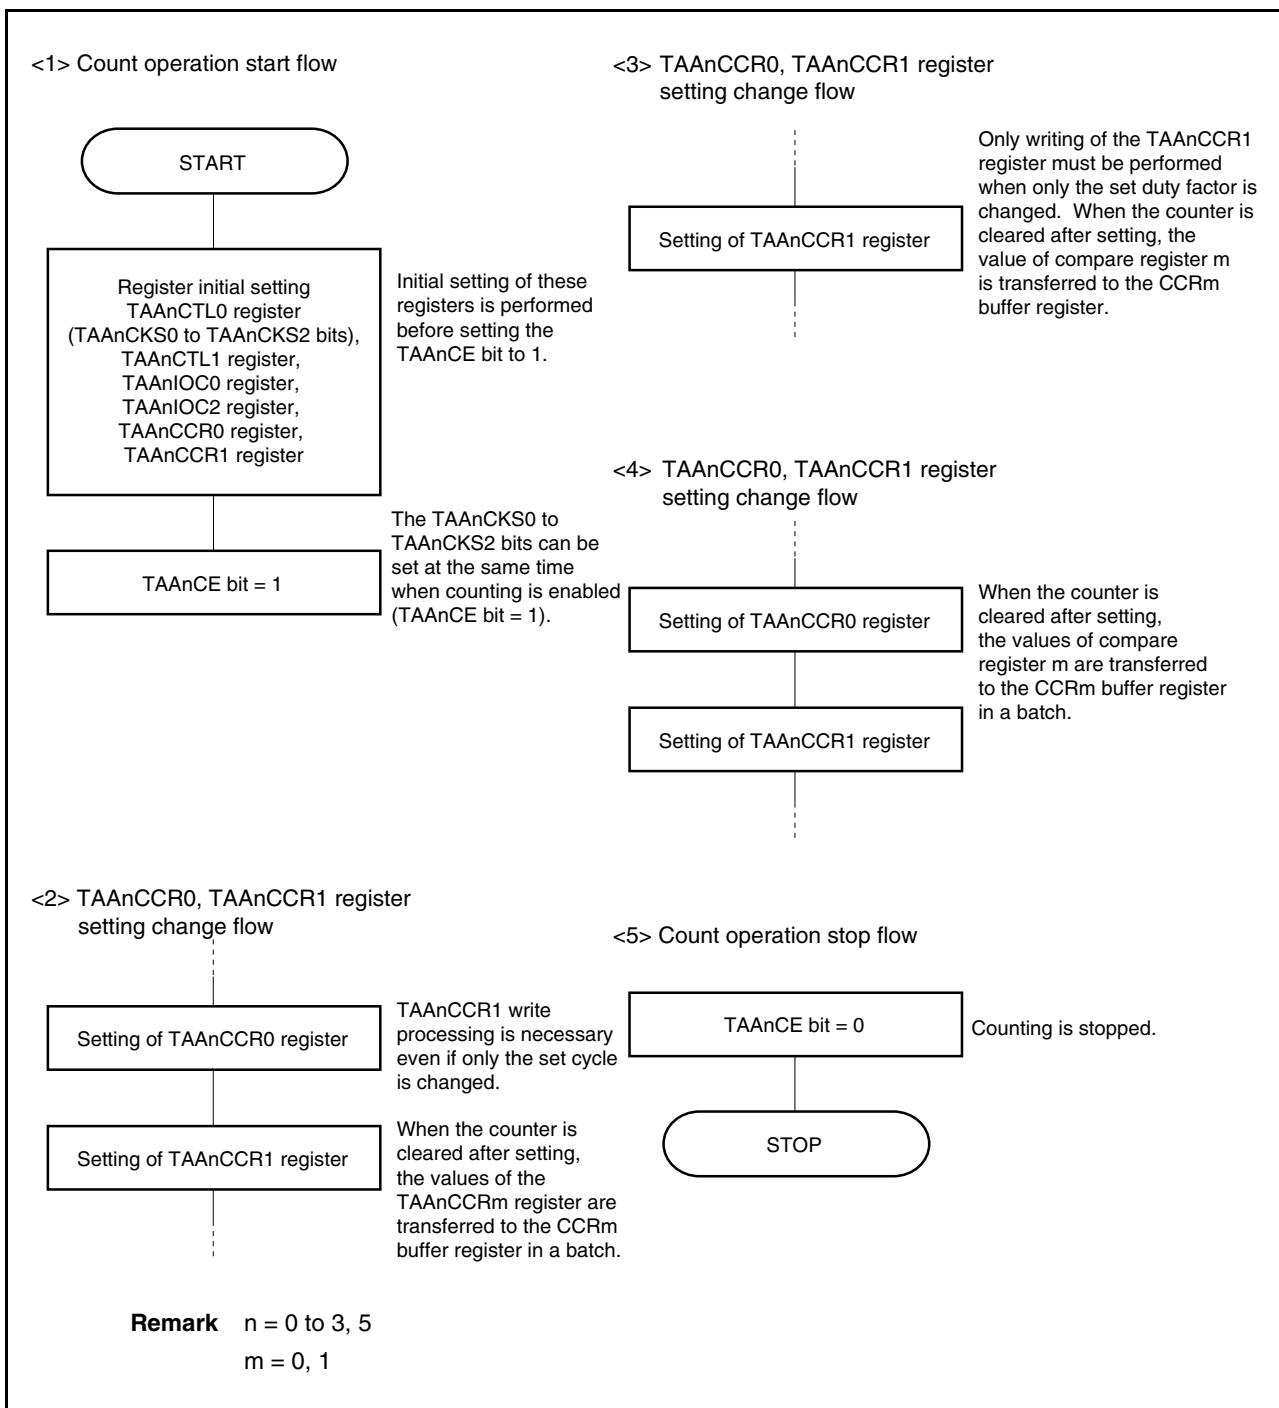 <1> Count operation start flow
START
Register initial setting
TAAnCTL0 register
(TAAnCKS0 to TAAnCKS2 bits),
TAAnCTL1 register,
TAAnIOC0 register,
TAAnIOC2 register,
TAAnCCR0 register,
TAAnCCR1 register
Initial setting of these
registers is performed
before setting the
TAAnCE bit to 1.
TAAnCE bit = 1
The TAAnCKS0 to
TAAnCKS2 bits can be
set at the same time
when counting is enabled
(TAAnCE bit = 1).
<2> TAAnCCR0, TAAnCCR1 register
setting change flow
Setting of TAAnCCR0 register
TAAnCCR1 write
processing is necessary
even if only the set cycle
is changed.
Setting of TAAnCCR1 register
When the counter is
cleared after setting,
the values of the
TAAnCCRm register are
transferred to the CCRm
buffer register in a batch.
<3> TAAnCCR0, TAAnCCR1 register
setting change flow
Setting of TAAnCCR1 register
Only writing of the TAAnCCR1
register must be performed
when only the set duty factor is
changed.  When the counter is
cleared after setting, the
value of compare register m
is transferred to the CCRm
buffer register.
<4> TAAnCCR0, TAAnCCR1 register
setting change flow
Setting of TAAnCCR0 register
When the counter is
cleared after setting,
the values of compare
register m are transferred
to the CCRm buffer register
in a batch.
Setting of TAAnCCR1 register
<5> Count operation stop flow
TAAnCE bit = 0
Counting is stopped.
STOP
Remark n = 0 to 3, 5
m = 0, 1